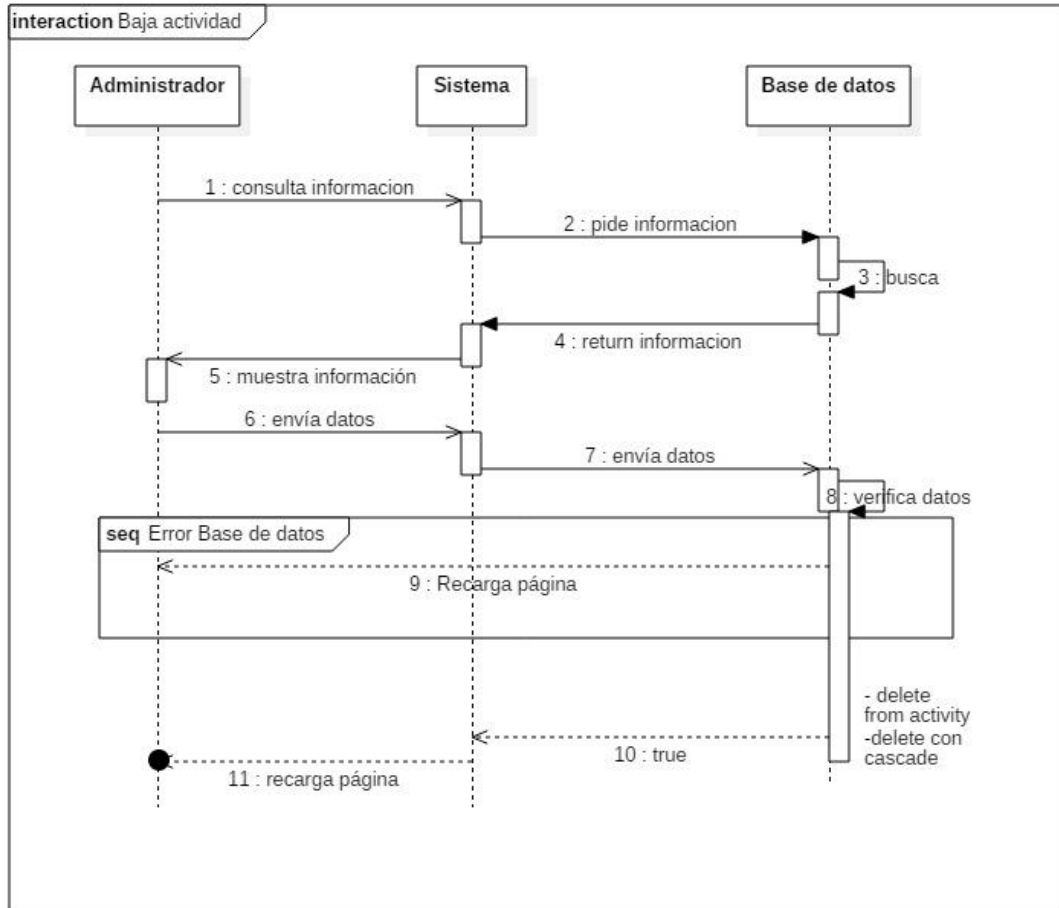 interaction Baja actividad
Administrador
Sistema
Base de datos
1 : consulta informacion
2 : pide informacion
3 : busca
4 : return informacion
5 : muestra información
6 : envía datos
7 : envía datos
8 : verifica datos
seq Error Base de datos
9 : Recarga página
- delete
from activity
-delete con
cascade
10 : true
11 : recarga página